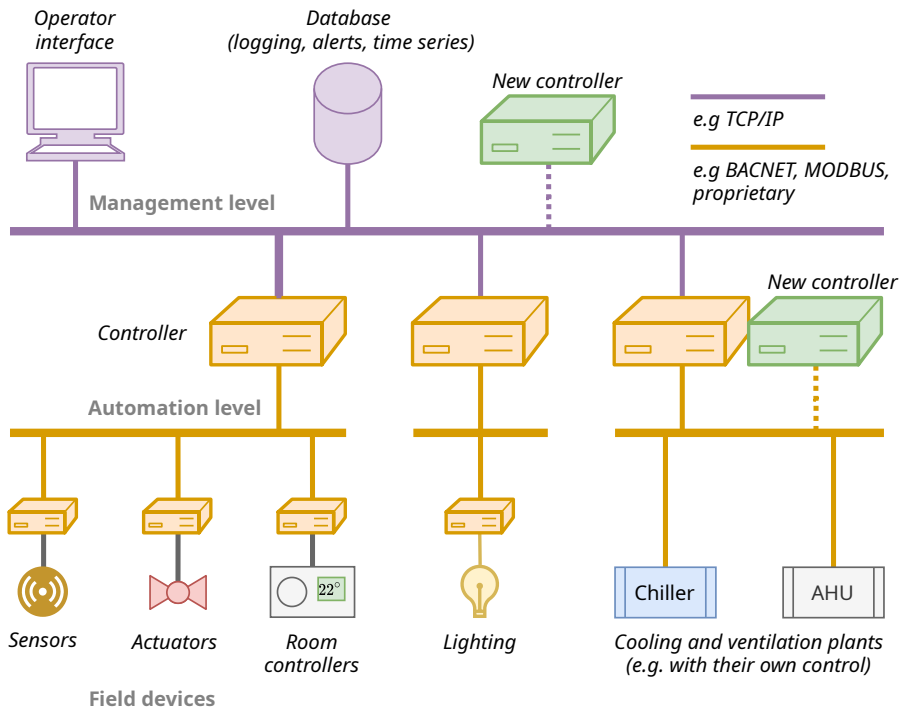 Operator
interface
Database
(logging, alerts, time series)
New controller
e.g TCP/IP
e.g BACNET, MODBUS,
proprietary
Management level
New controller
Controller
Automation level
22°
Chiller
AHU
Sensors
Actuators
Room
controllers
Lighting
Cooling and ventilation plants
(e.g. with their own control)
Field devices